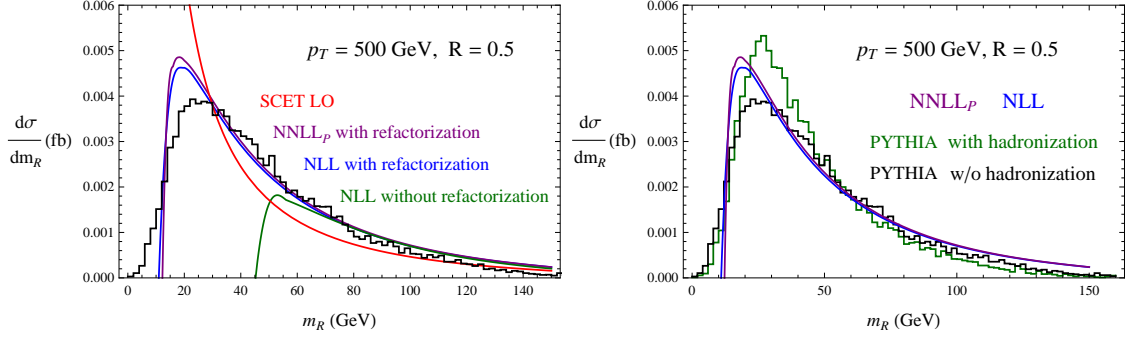 p_T = 500 GeV, R = 0.5
SCET LO
NNLL_P with refactorization
NLL with refactorization
NLL without refactorization
dσ/dm_R (fb)
0.006
0.005
0.004
0.003
0.002
0.001
0.000
0 20 40 60 80 100 120 140
m_R (GeV)
p_T = 500 GeV, R = 0.5
NNLL_P NLL
PYTHIA with hadronization
PYTHIA w/o hadronization
dσ/dm_R (fb)
0.006
0.005
0.004
0.003
0.002
0.001
0.000
0 50 100 150
m_R (GeV)